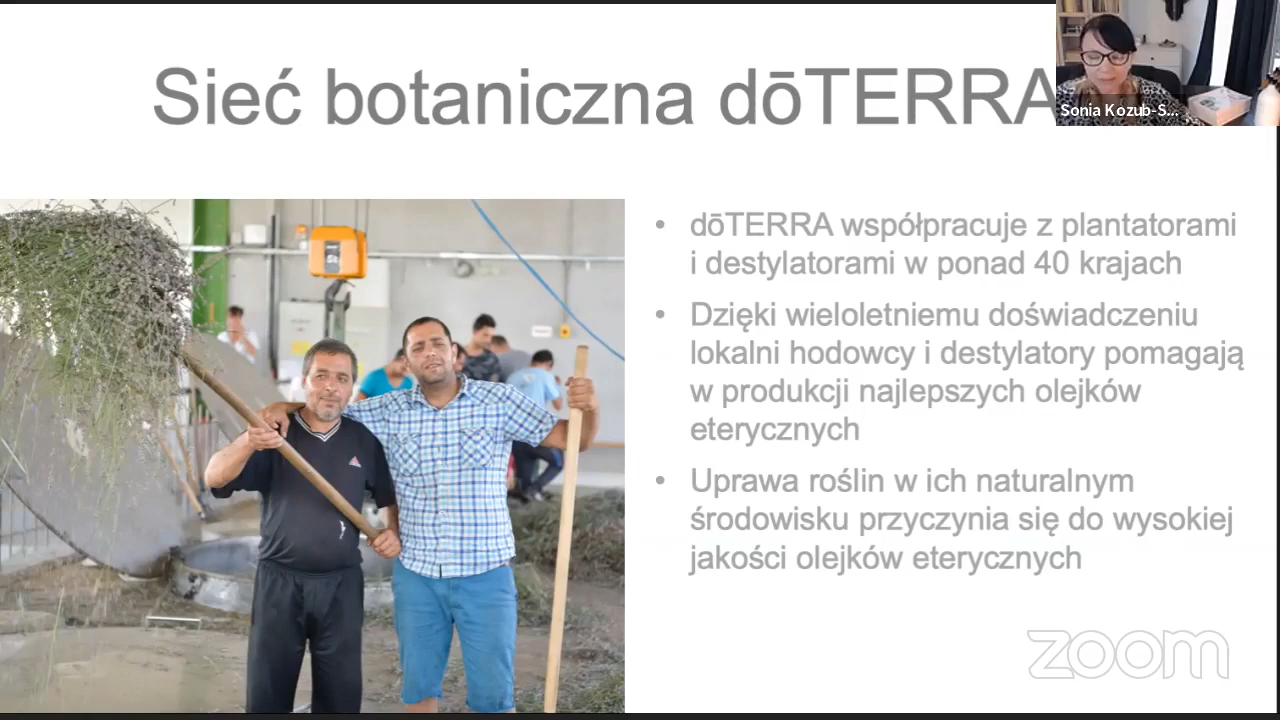 Sieć botaniczna dōTERRA
Sonia Kozub-S...
• dōTERRA współpracuje z plantatorami
i destylatorami w ponad 40 krajach
• Dzięki wieloletniemu doświadczeniu
lokalni hodowcy i destylatory pomagają
w produkcji najlepszych olejków
eterycznych
• Uprawa roślin w ich naturalnym
środowisku przyczynia się do wysokiej
jakości olejków eterycznych
zoom